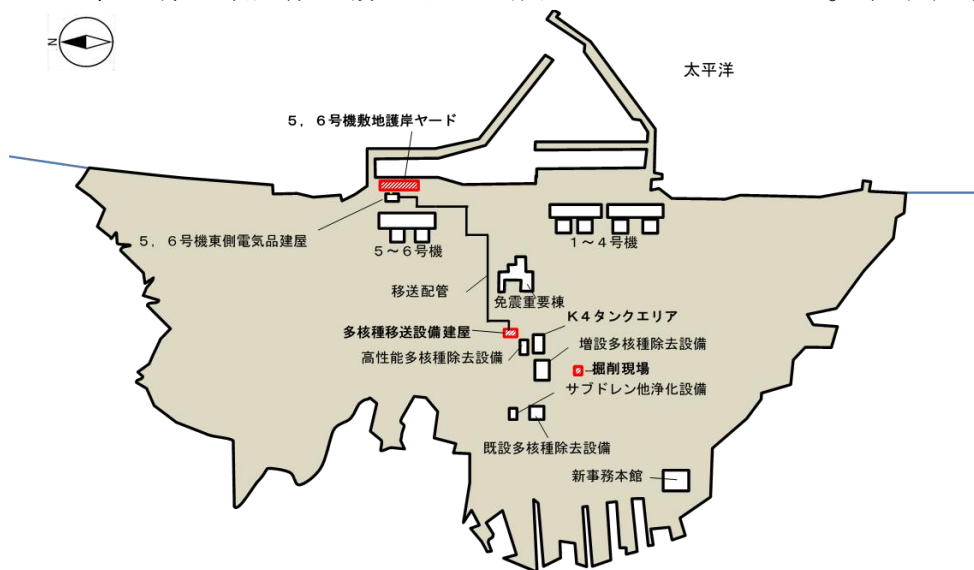 N
太平洋
５，６号機敷地護岸ヤード
５，６号機東側電気品建屋
５～６号機
１～４号機
移送配管
免震重要棟
Ｋ４タンクエリア
多核種移送設備建屋
増設多核種除去設備
高性能多核種除去設備
掘削現場
サブドレン他浄化設備
既設多核種除去設備
新事務本館